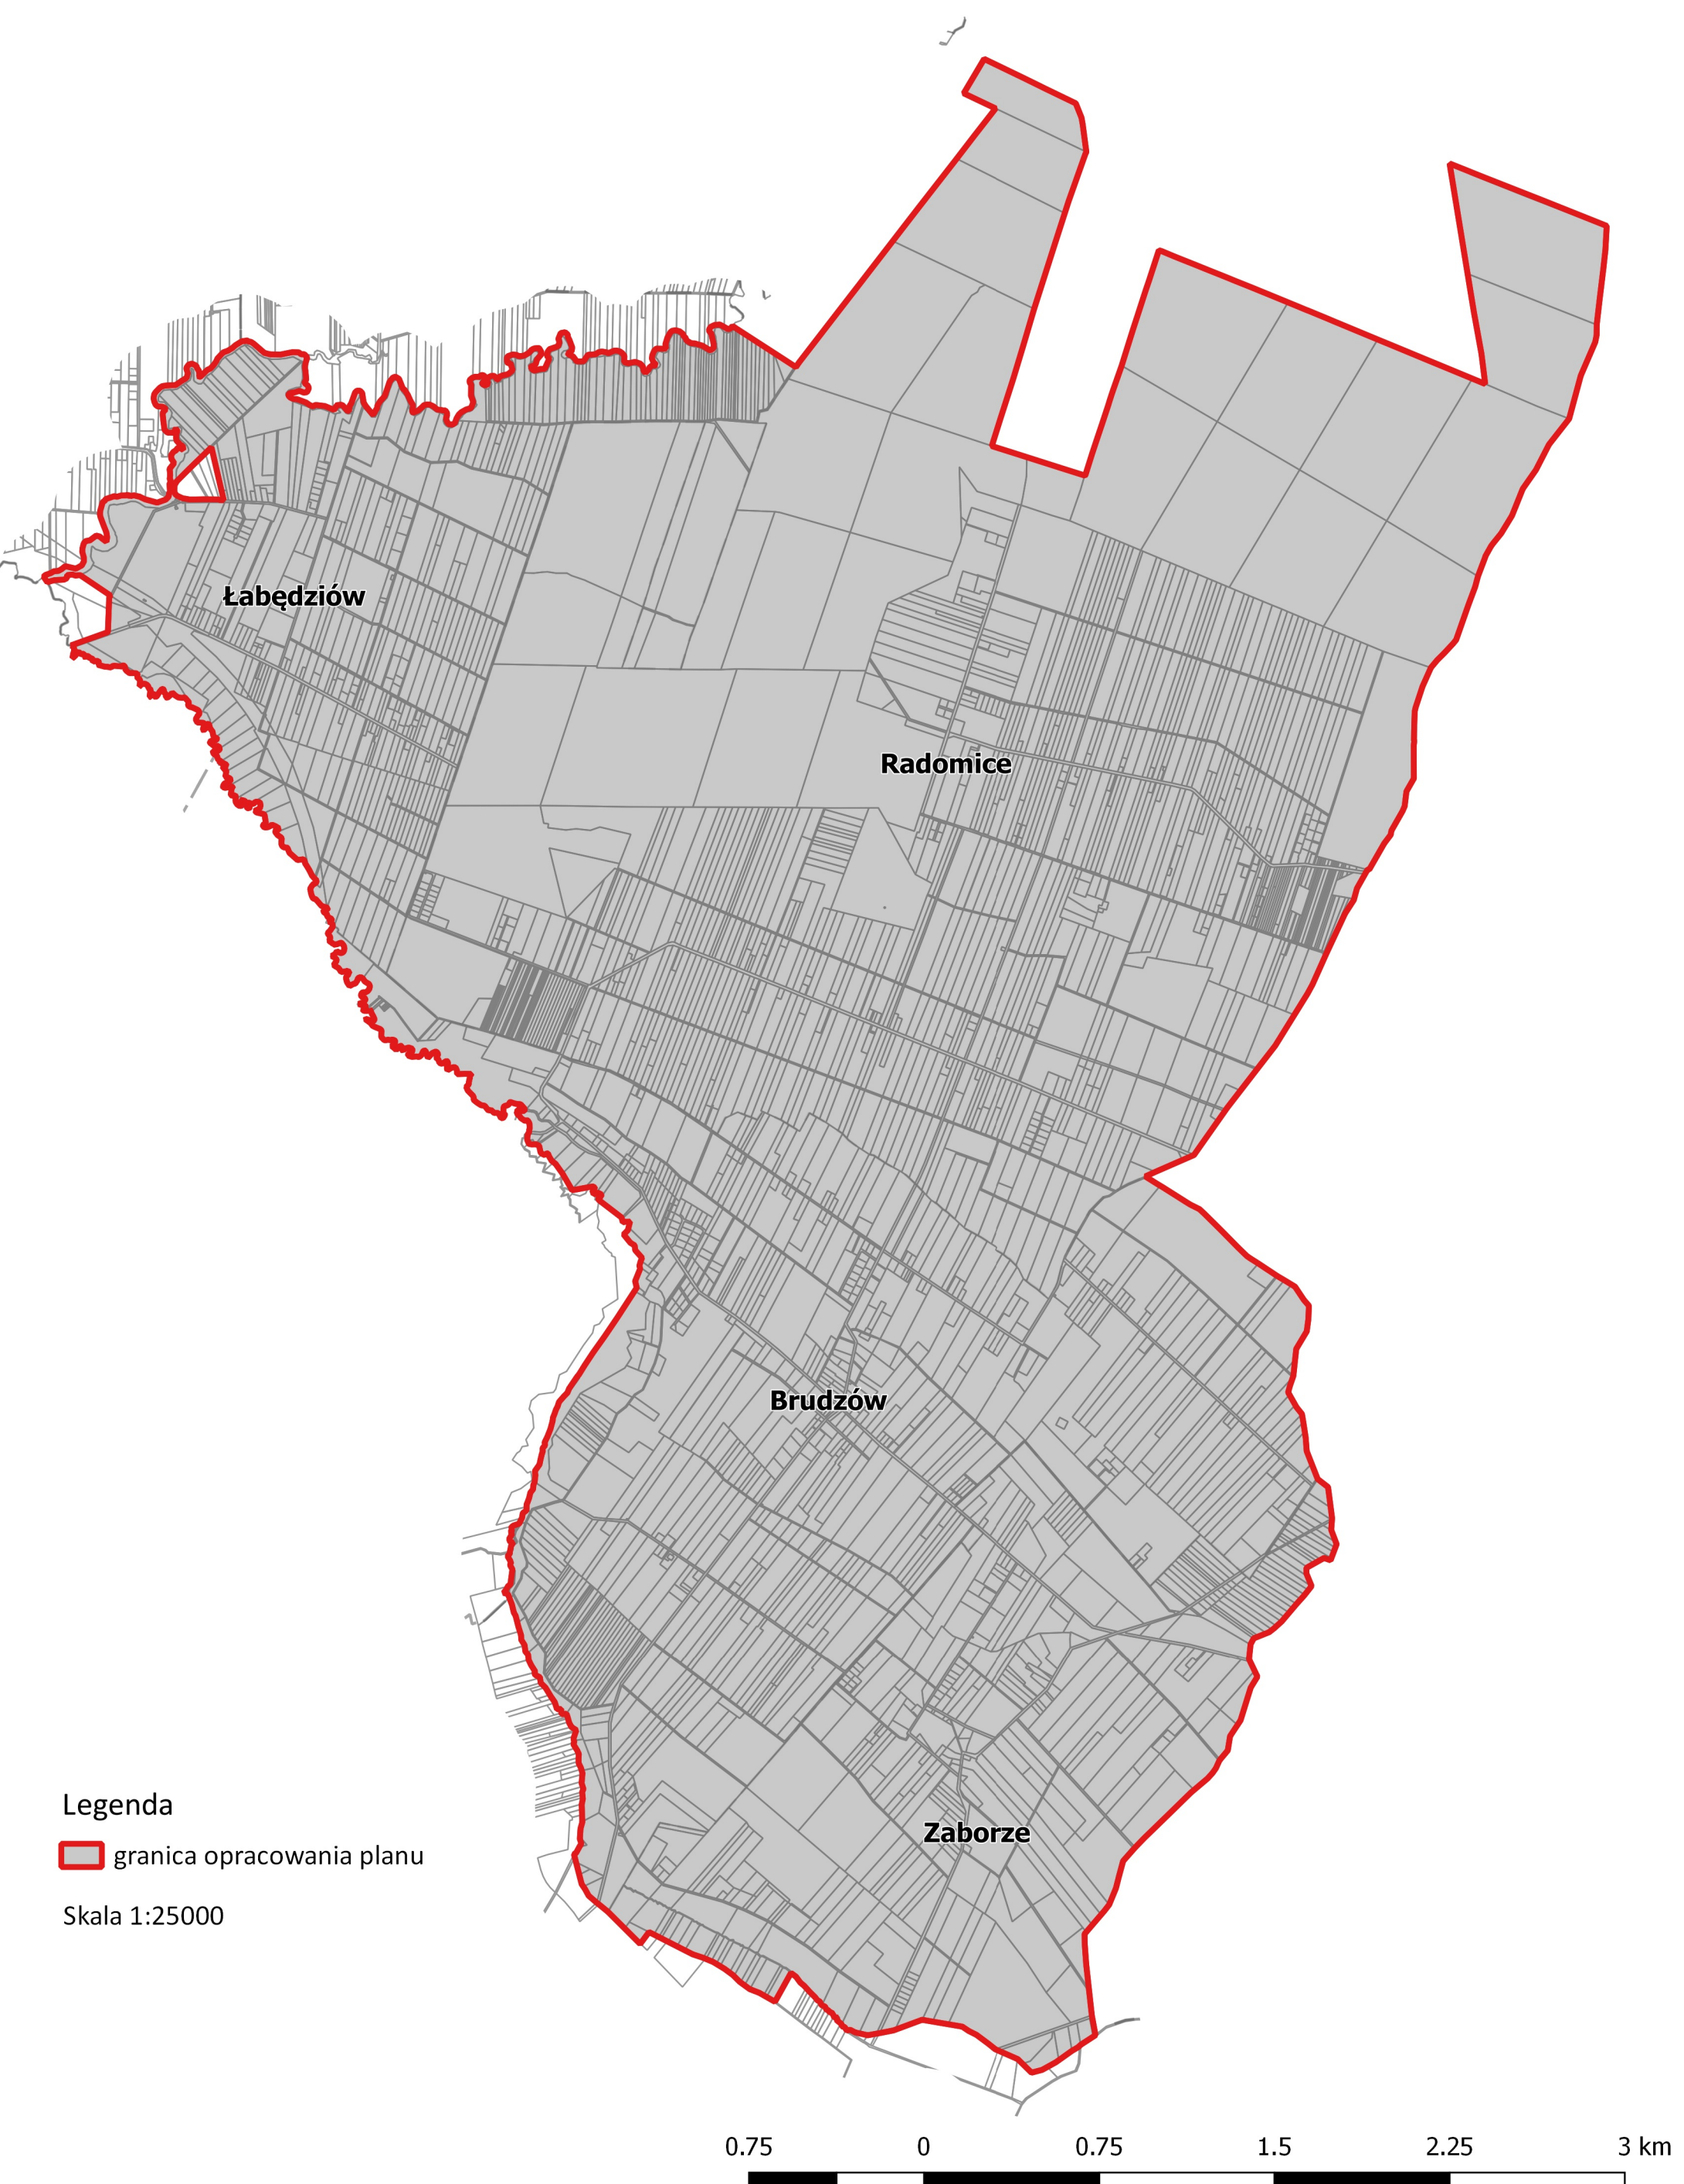 Łabędziów
Radomice
Brudzów
Zaborze
Legenda
granica opracowania planu
Skala 1:25000
0.75 0 0.75 1.5 2.25 3 km